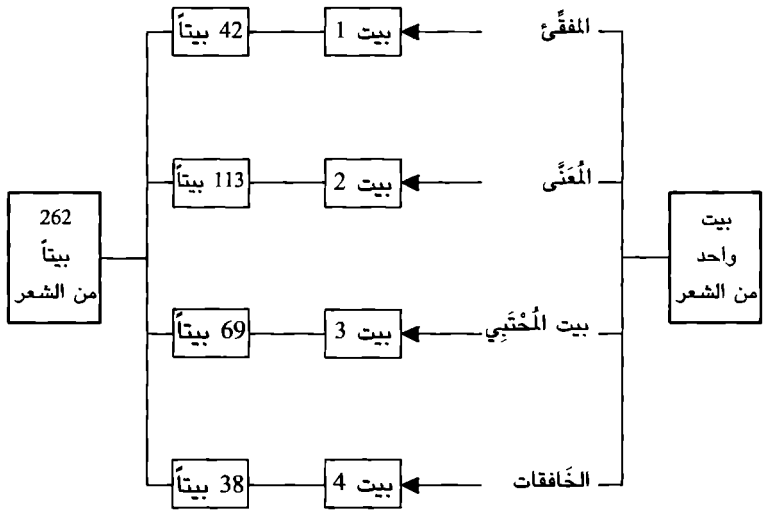 المفقِّئ
بيت 1
42 بيتاً
المُعَنَّى
بيت 2
113 بيتاً
بيت
واحد
من الشعر
262
بيتاً
من الشعر
بيت المُحْتَبِي
بيت 3
69 بيتاً
الخَافقات
بيت 4
38 بيتاً